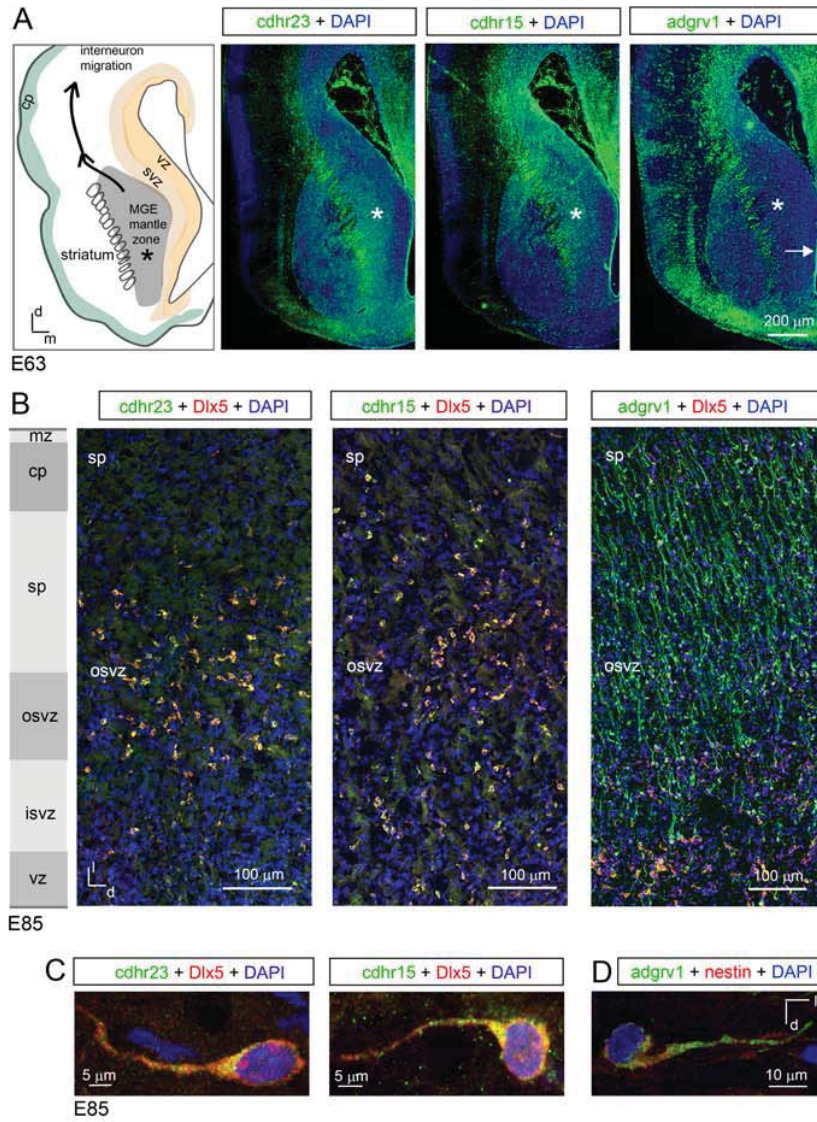 A
interneuron
migration
cp
vz
svz
MGE
mantle
zone
*
striatum
d
m
E63
cdhr23 + DAPI
*
cdhr15 + DAPI
*
adgrv1 + DAPI
*
200 µm
B
mz
cp
sp
osvz
isvz
vz
E85
cdhr23 + Dlx5 + DAPI
sp
osvz
l
d
100 µm
cdhr15 + Dlx5 + DAPI
sp
osvz
100 µm
adgrv1 + Dlx5 + DAPI
sp
osvz
100 µm
C
cdhr23 + Dlx5 + DAPI
5 µm
cdhr15 + Dlx5 + DAPI
5 µm
E85
D
adgrv1 + nestin + DAPI
l
d
10 µm